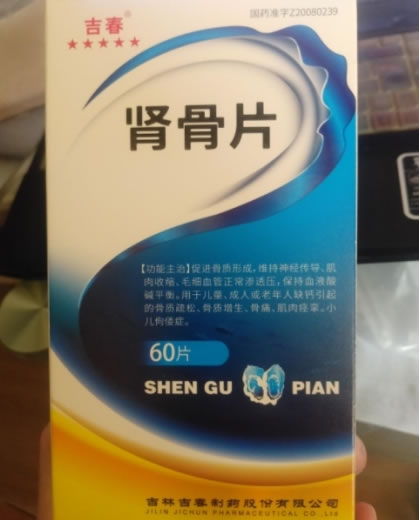 吉春®
国药准字Z20080239
肾骨片
【功能主治】促进骨质形成，维持神经传导、肌
肉收缩、毛细血管正常渗透压，保持血液酸
碱平衡。用于儿童、成人或老年人缺钙引起
的骨质疏松、骨质增生、骨痛、肌肉痉挛，小
儿佝偻症。
60片
SHEN GU PIAN
吉林吉春制药股份有限公司
JILIN JICHUN PHARMACEUTICAL CO., LTD